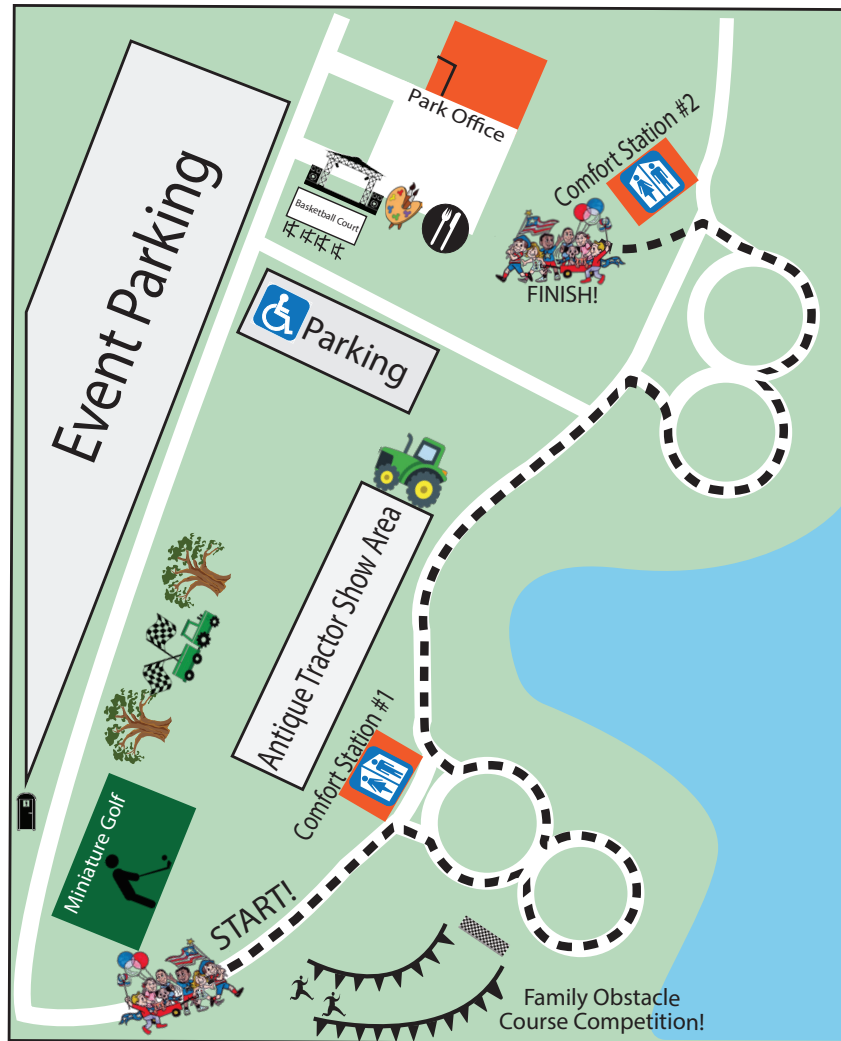 Park Office
Comfort Station #2
Event Parking
Basketball Court
FINISH!
Parking
Antique Tractor Show Area
Comfort Station #1
Miniature Golf
START!
Family Obstacle
Course Competition!